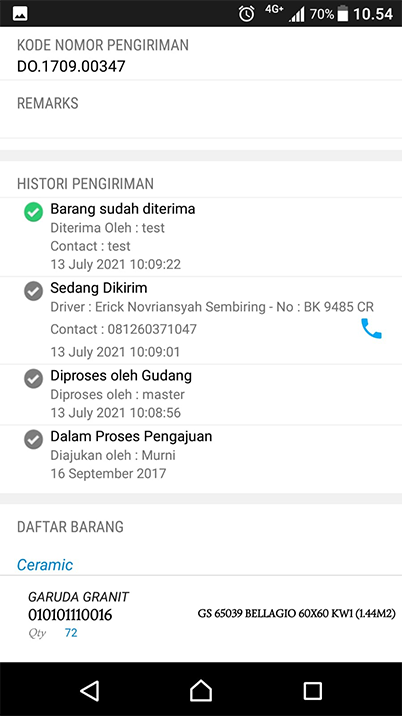 4G+ 70% 10.54
KODE NOMOR PENGIRIMAN
DO.1709.00347
REMARKS
HISTORI PENGIRIMAN
Barang sudah diterima
Diterima Oleh : test
Contact : test
13 July 2021 10:09:22
Sedang Dikirim
Driver : Erick Novriansyah Sembiring - No : BK 9485 CR
Contact : 081260371047
13 July 2021 10:09:01
Diproses oleh Gudang
Diproses oleh : master
13 July 2021 10:08:56
Dalam Proses Pengajuan
Diajukan oleh : Murni
16 September 2017
DAFTAR BARANG
Ceramic
GARUDA GRANIT
010101110016 GS 65039 BELLAGIO 60X60 KW1 (1.44M2)
Qty 72